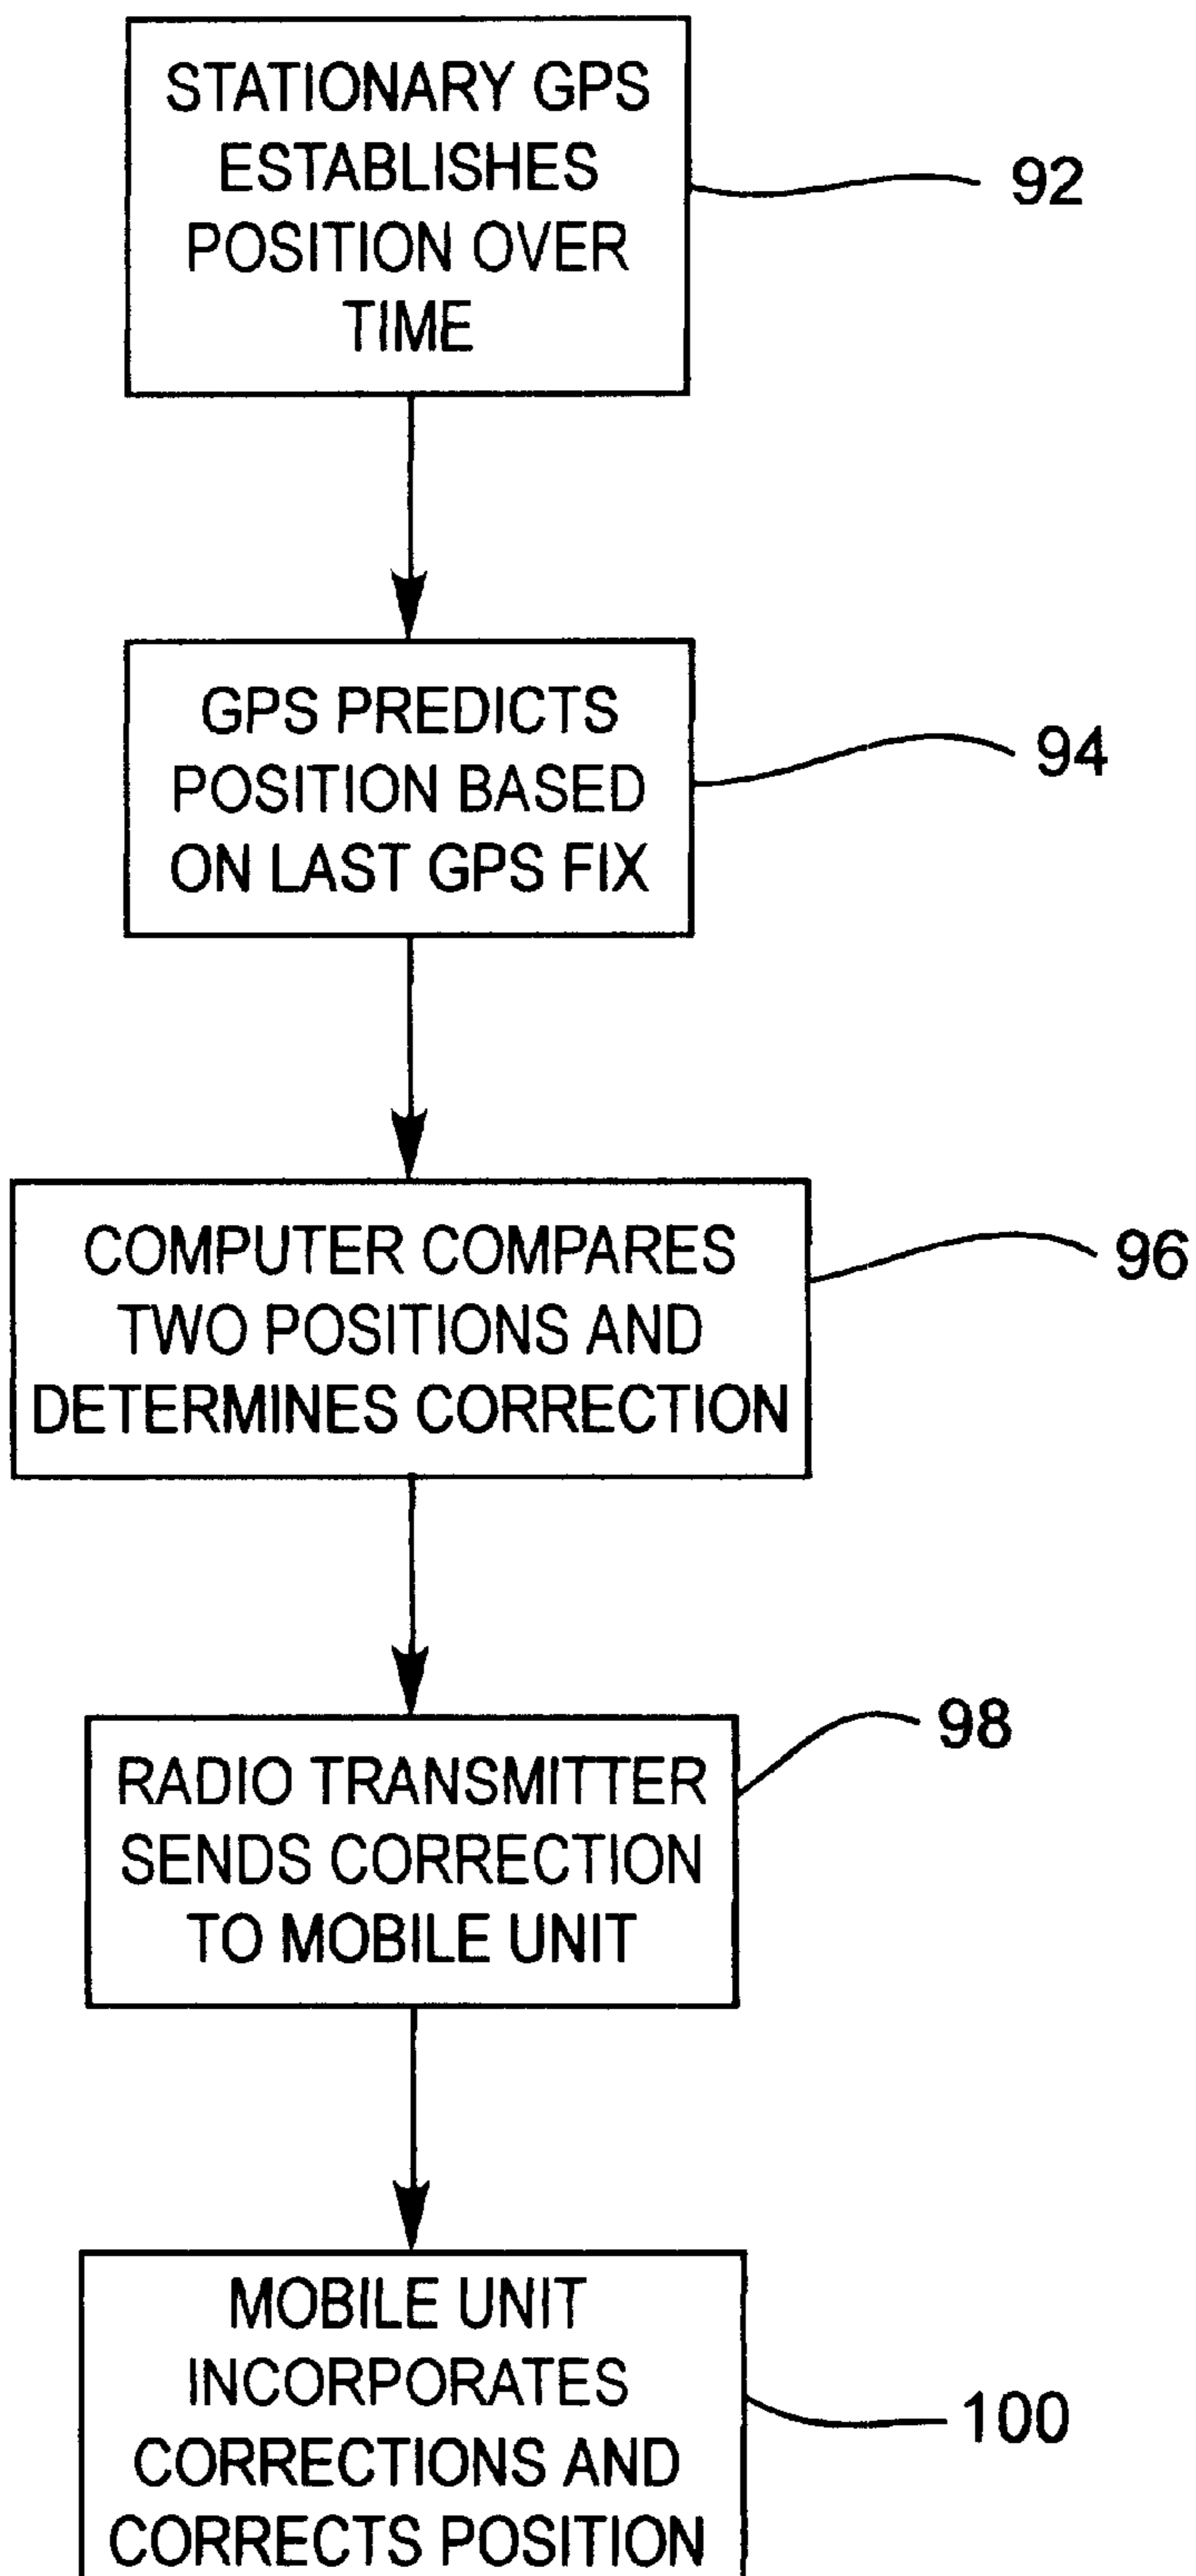 STATIONARY GPS
ESTABLISHES
POSITION OVER
TIME
92
GPS PREDICTS
POSITION BASED
ON LAST GPS FIX
94
COMPUTER COMPARES
TWO POSITIONS AND
DETERMINES CORRECTION
96
RADIO TRANSMITTER
SENDS CORRECTION
TO MOBILE UNIT
98
MOBILE UNIT
INCORPORATES
CORRECTIONS AND
CORRECTS POSITION
100